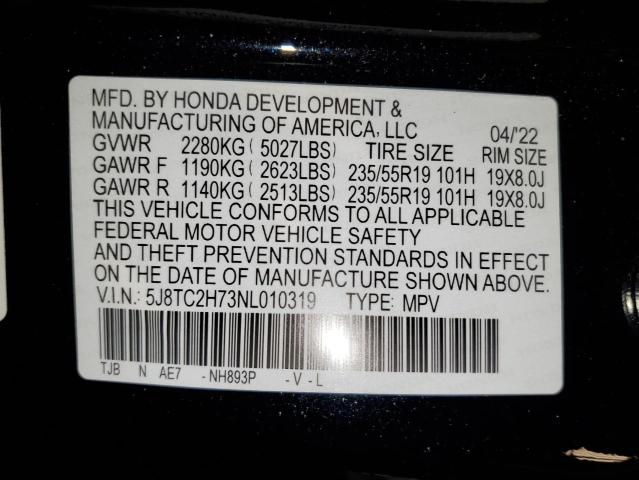 MFD. BY HONDA DEVELOPMENT &
MANUFACTURING OF AMERICA, LLC 04/'22
GVWR 2280KG ( 5027LBS) TIRE SIZE RIM SIZE
GAWR F 1190KG ( 2623LBS) 235/55R19 101H 19X8.0J
GAWR R 1140KG ( 2513LBS) 235/55R19 101H 19X8.0J
THIS VEHICLE CONFORMS TO ALL APPLICABLE
FEDERAL MOTOR VEHICLE SAFETY
AND THEFT PREVENTION STANDARDS IN EFFECT
ON THE DATE OF MANUFACTURE SHOWN ABOVE.
V.I.N.: 5J8TC2H73NL010319 TYPE: MPV
TJB N AE7 - NH893P - V - L